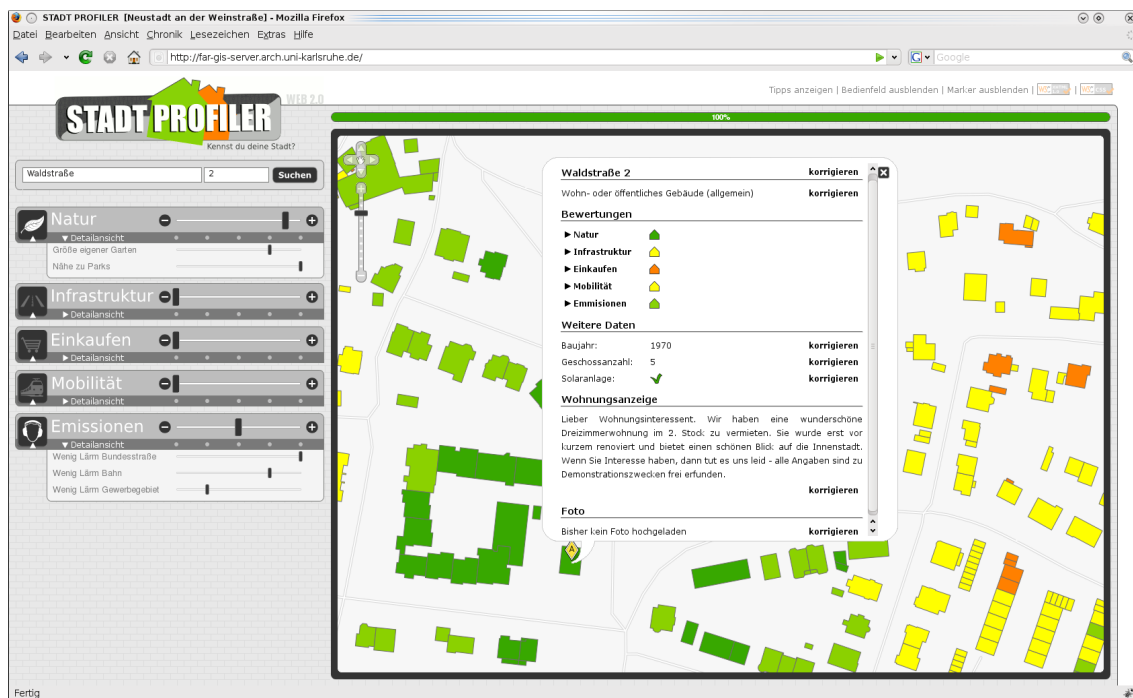 STADT PROFILER [Neustadt an der Weinstraße] - Mozilla Firefox
Datei Bearbeiten Ansicht Chronik Lesezeichen Extras Hilfe
http://far-gis-server.arch.uni-karlsruhe.de/
G Google
Tipps anzeigen | Bedienfeld ausblenden | Marker ausblenden |
STADT PROFILER
WEB 2.0
Kennst du deine Stadt?
100%
Waldstraße 2 Suchen
Natur
Detailansicht
Größe eigener Garten
Nähe zu Parks
Infrastruktur
Detailansicht
Einkaufen
Detailansicht
Mobilität
Detailansicht
Emissionen
Detailansicht
Wenig Lärm Bundesstraße
Wenig Lärm Bahn
Wenig Lärm Gewerbegebiet
Waldstraße 2 korrigieren
Wohn- oder öffentliches Gebäude (allgemein) korrigieren
Bewertungen
Natur
Infrastruktur
Einkaufen
Mobilität
Emmisionen
Weitere Daten
Baujahr: 1970 korrigieren
Geschossanzahl: 5 korrigieren
Solaranlage: korrigieren
Wohnungsanzeige
Lieber Wohnungsinteressent. Wir haben eine wunderschöne
Dreizimmerwohnung im 2. Stock zu vermieten. Sie wurde erst vor
kurzem renoviert und bietet einen schönen Blick auf die Innenstadt.
Wenn Sie Interesse haben, dann tut es uns leid - alle Angaben sind zu
Demonstrationszwecken frei erfunden.
korrigieren
Foto
Bisher kein Foto hochgeladen korrigieren
A
Fertig